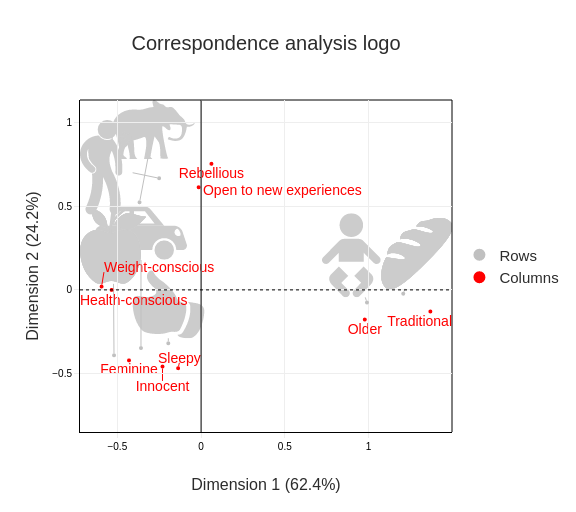 Correspondence analysis logo
1
Rebellious
Open to new experiences
0.5
Weight-conscious
0
Health-conscious
Older
Traditional
Sleepy
Feminine
−0.5
Innocent
−0.5
0
0.5
1
Dimension 1 (62.4%)
Dimension 2 (24.2%)
Rows
Columns